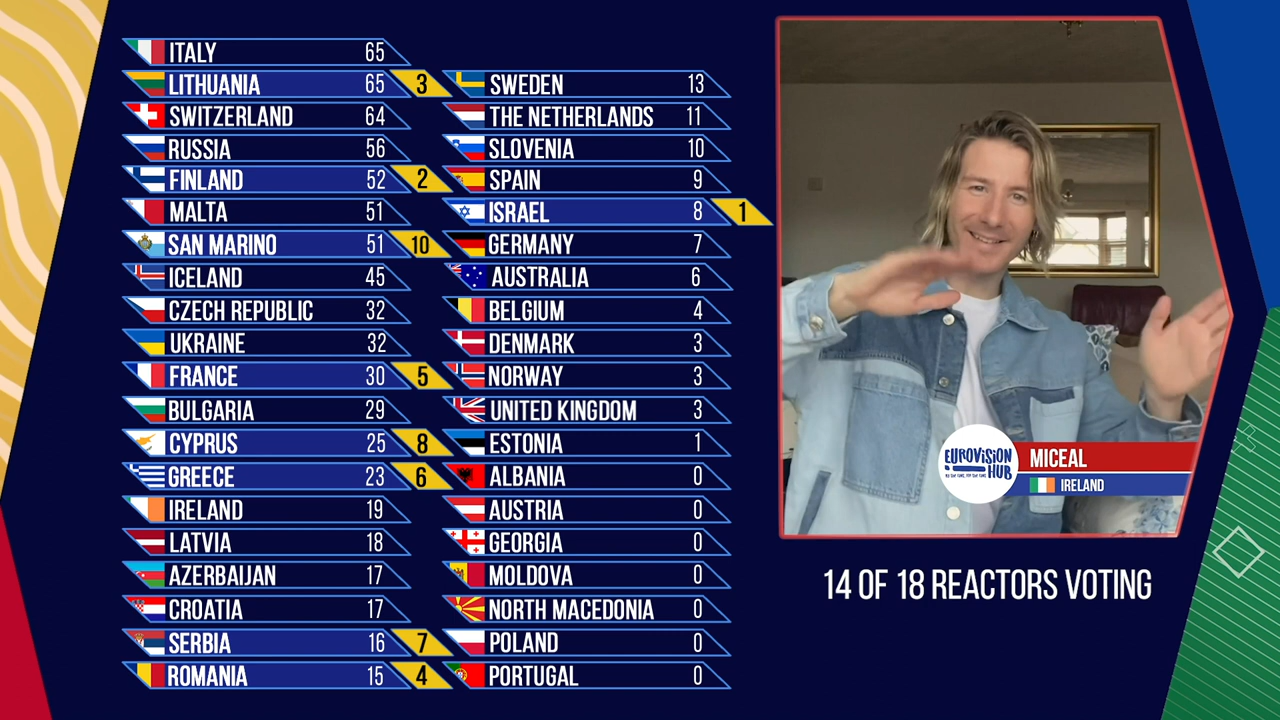 ITALY 65
LITHUANIA 65 3
SWITZERLAND 64
RUSSIA 56
FINLAND 52 2
MALTA 51
SAN MARINO 51 10
ICELAND 45
CZECH REPUBLIC 32
UKRAINE 32
FRANCE 30 5
BULGARIA 29
CYPRUS 25 8
GREECE 23 6
IRELAND 19
LATVIA 18
AZERBAIJAN 17
CROATIA 17
SERBIA 16 7
ROMANIA 15 4
SWEDEN 13
THE NETHERLANDS 11
SLOVENIA 10
SPAIN 9
ISRAEL 8 1
GERMANY 7
AUSTRALIA 6
BELGIUM 4
DENMARK 3
NORWAY 3
UNITED KINGDOM 3
ESTONIA 1
ALBANIA 0
AUSTRIA 0
GEORGIA 0
MOLDOVA 0
NORTH MACEDONIA 0
POLAND 0
PORTUGAL 0
EUROVISION
HUB
MICEAL
IRELAND
14 OF 18 REACTORS VOTING